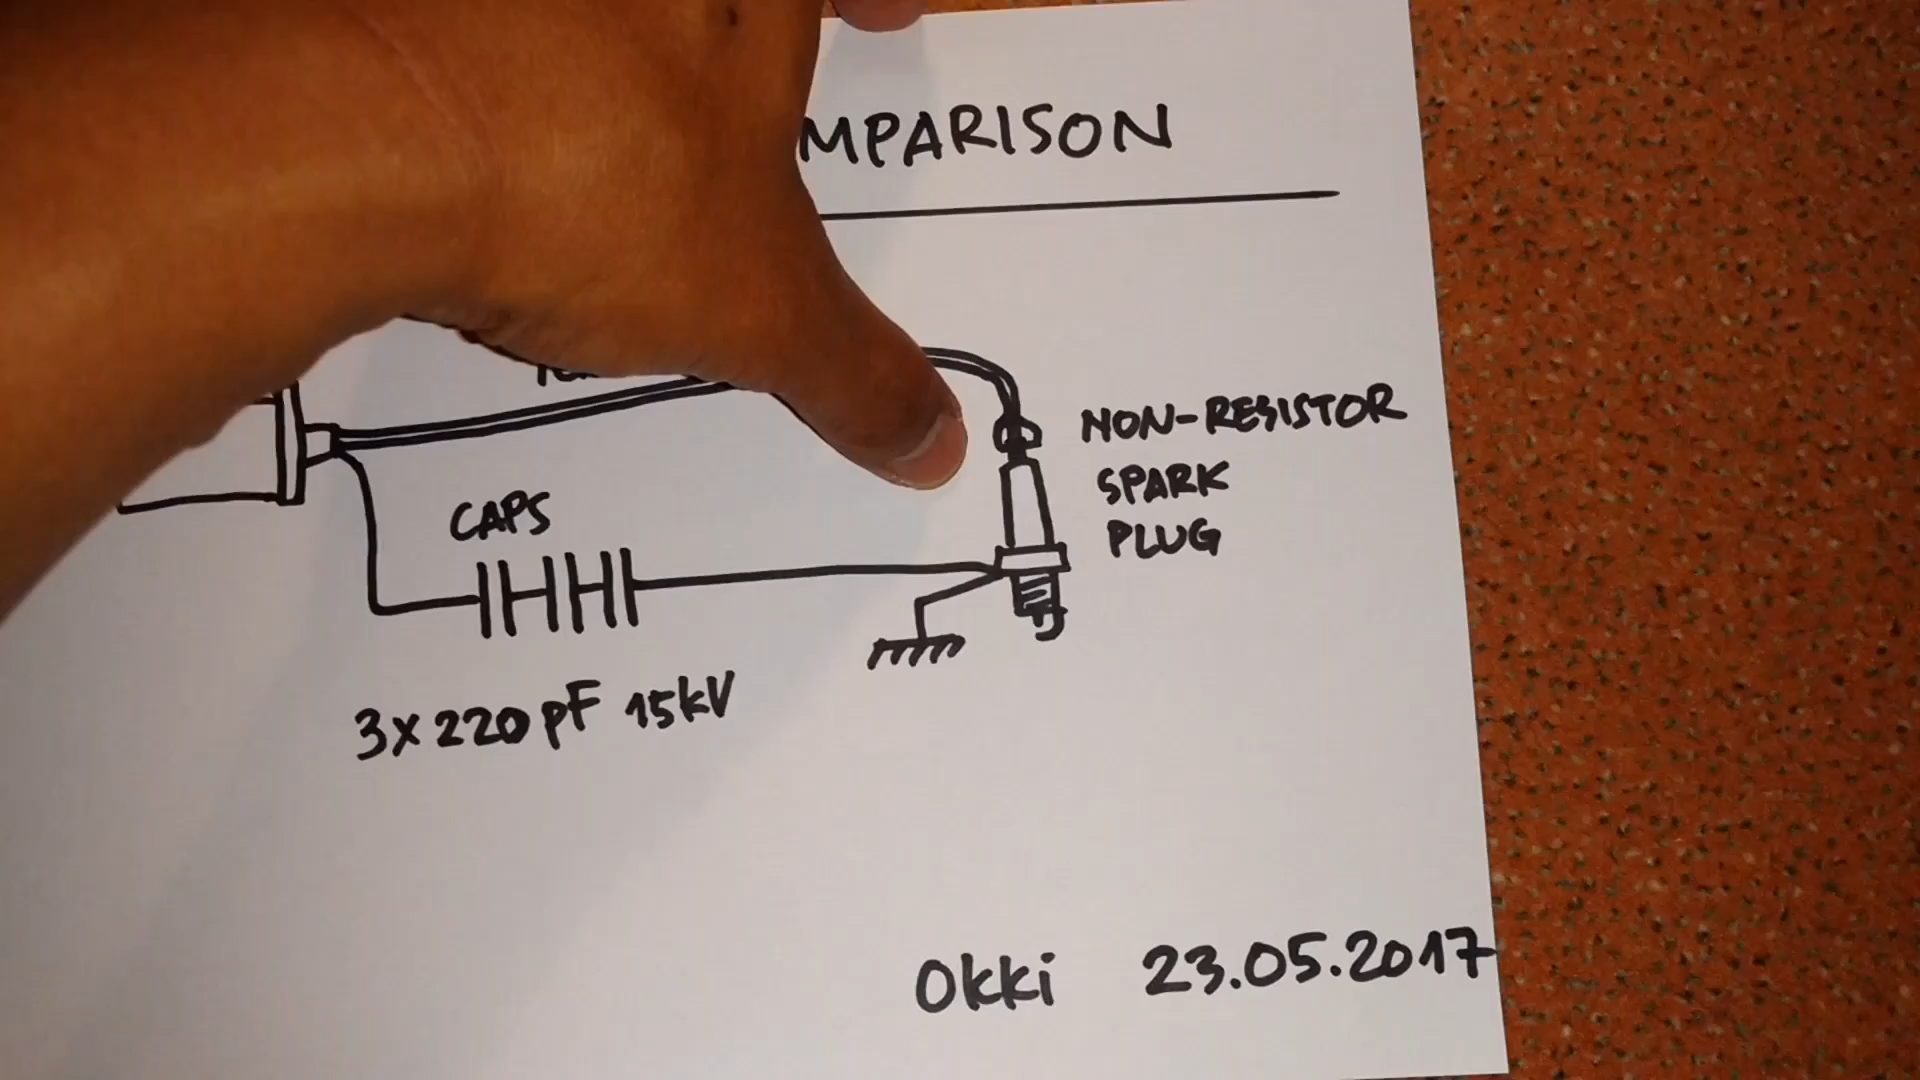 MPARISON
NON-RESISTOR
SPARK
PLUG
CAPS
3x220pF 15kV
Okki 23.05.2017